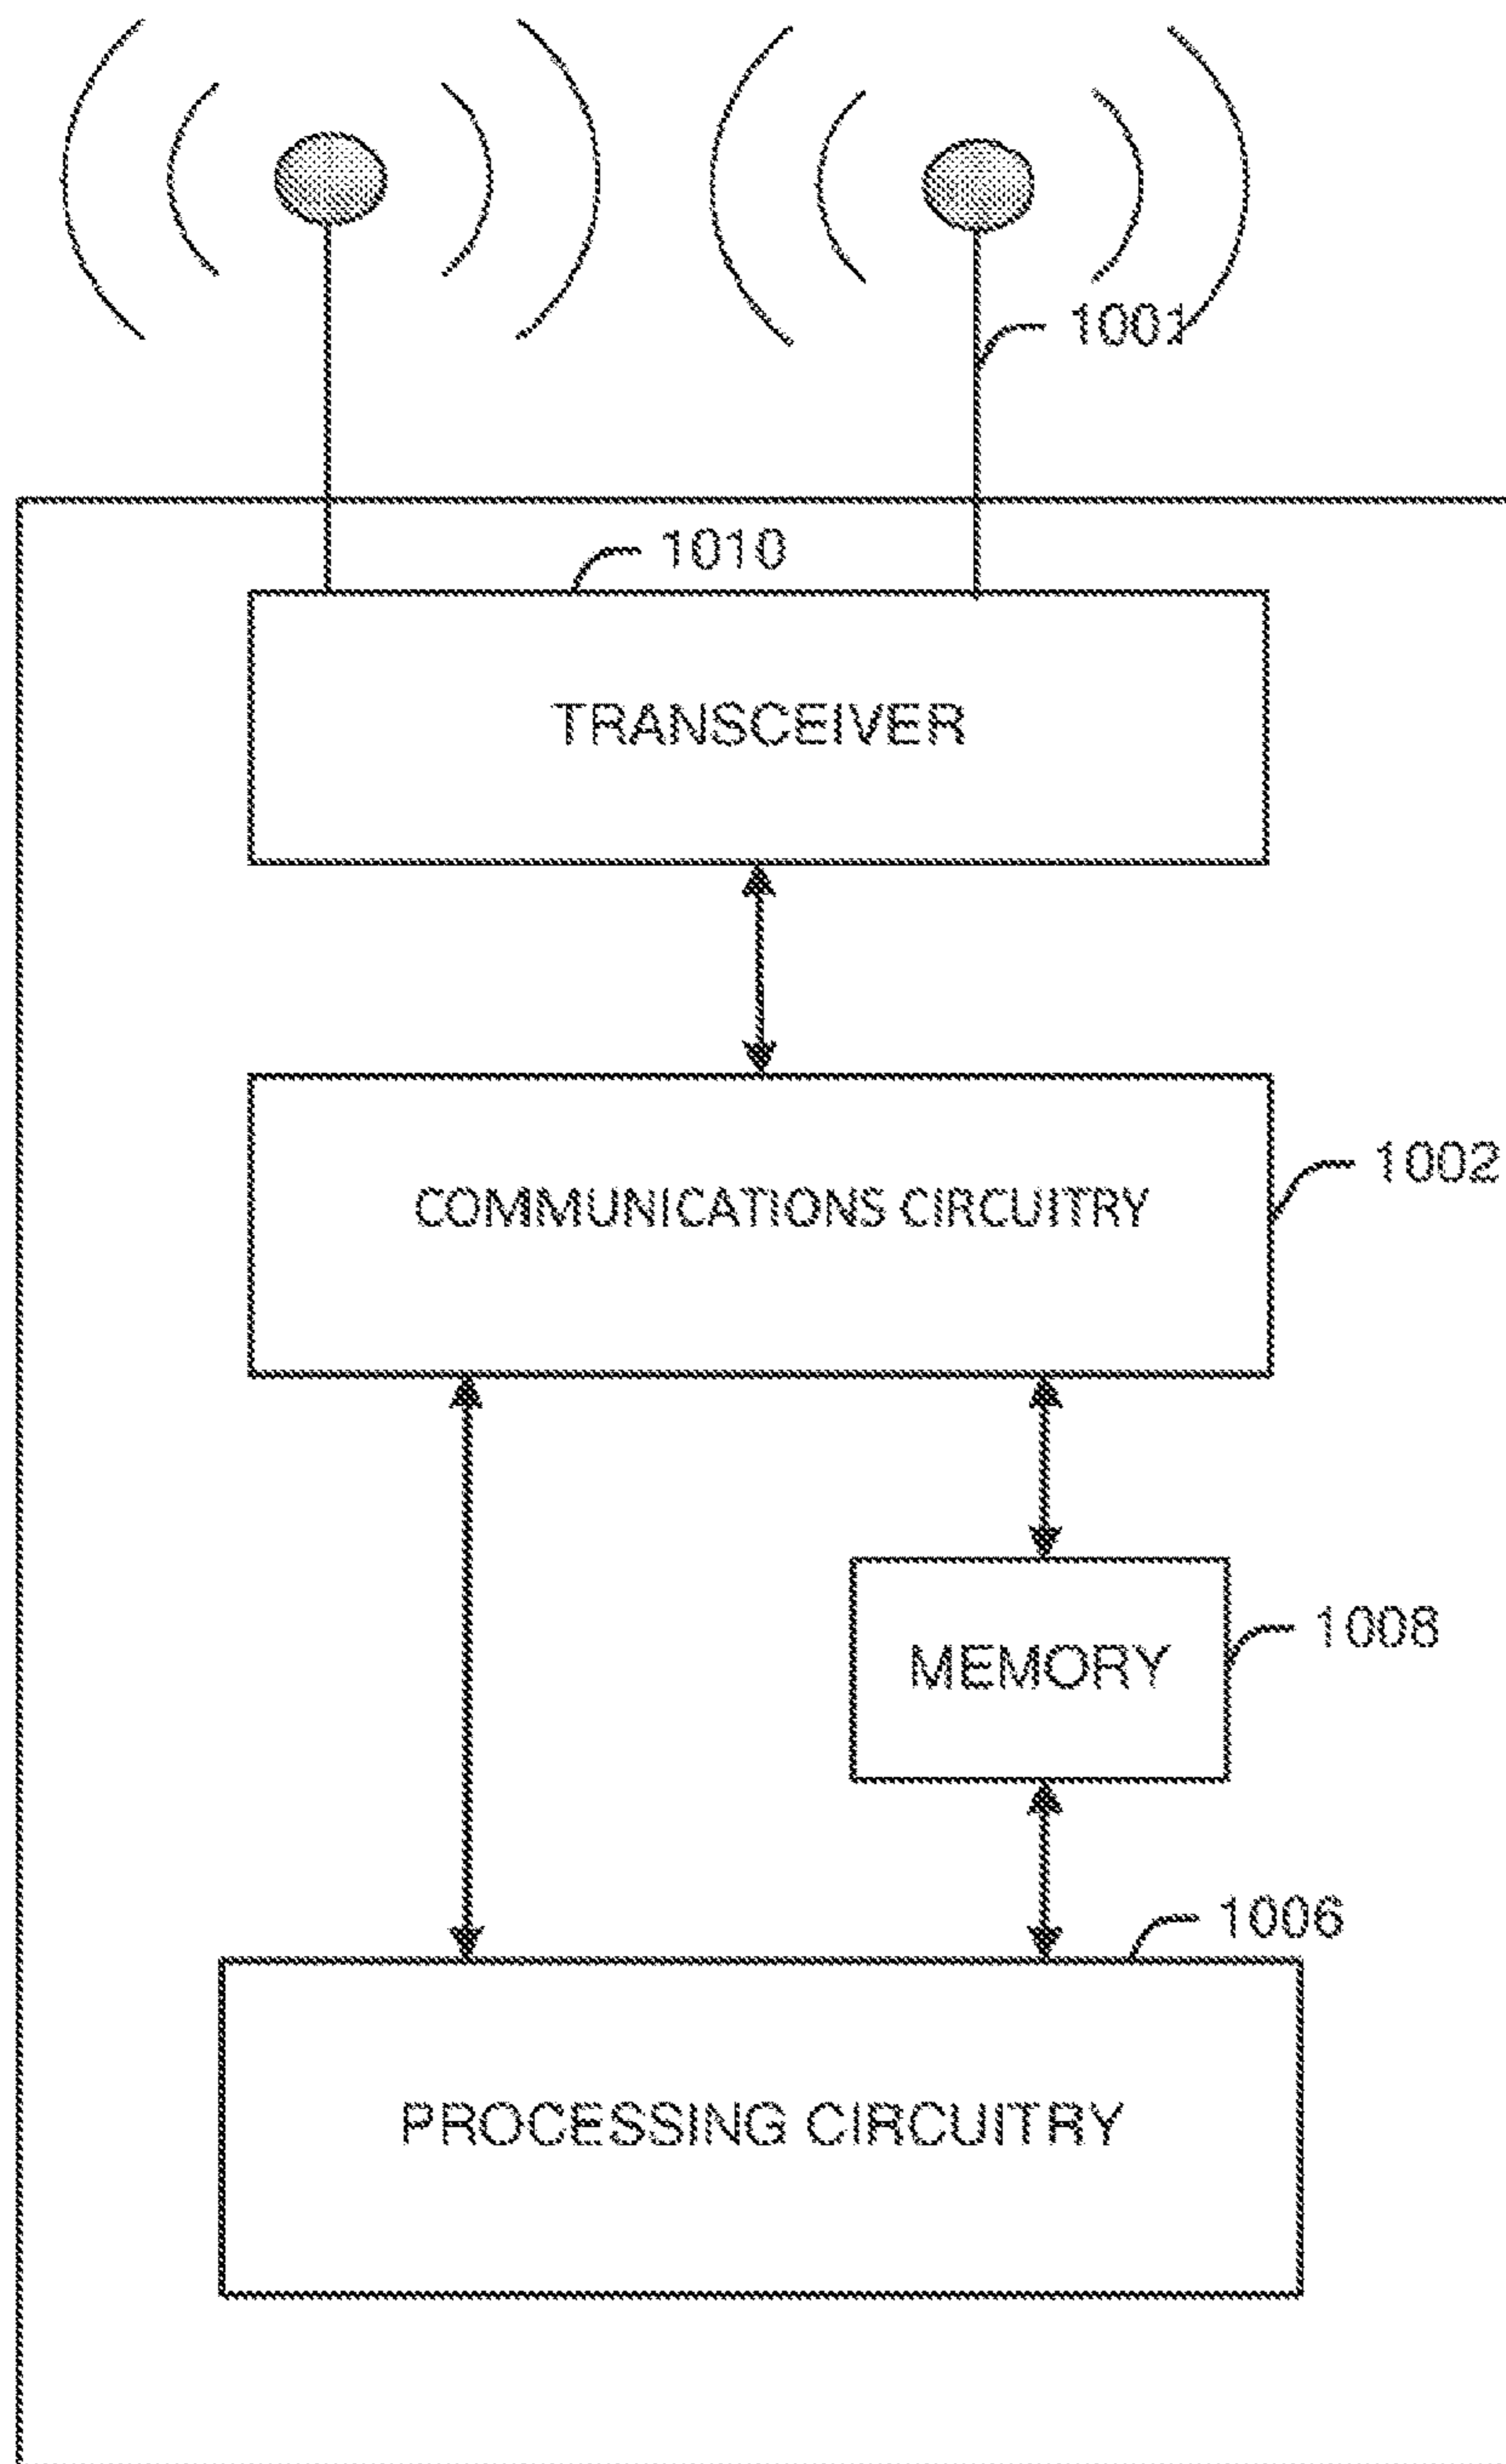 1001
1010
TRANSCEIVER
COMMUNICATIONS CIRCUITRY
1002
MEMORY
1008
1006
PROCESSING CIRCUITRY